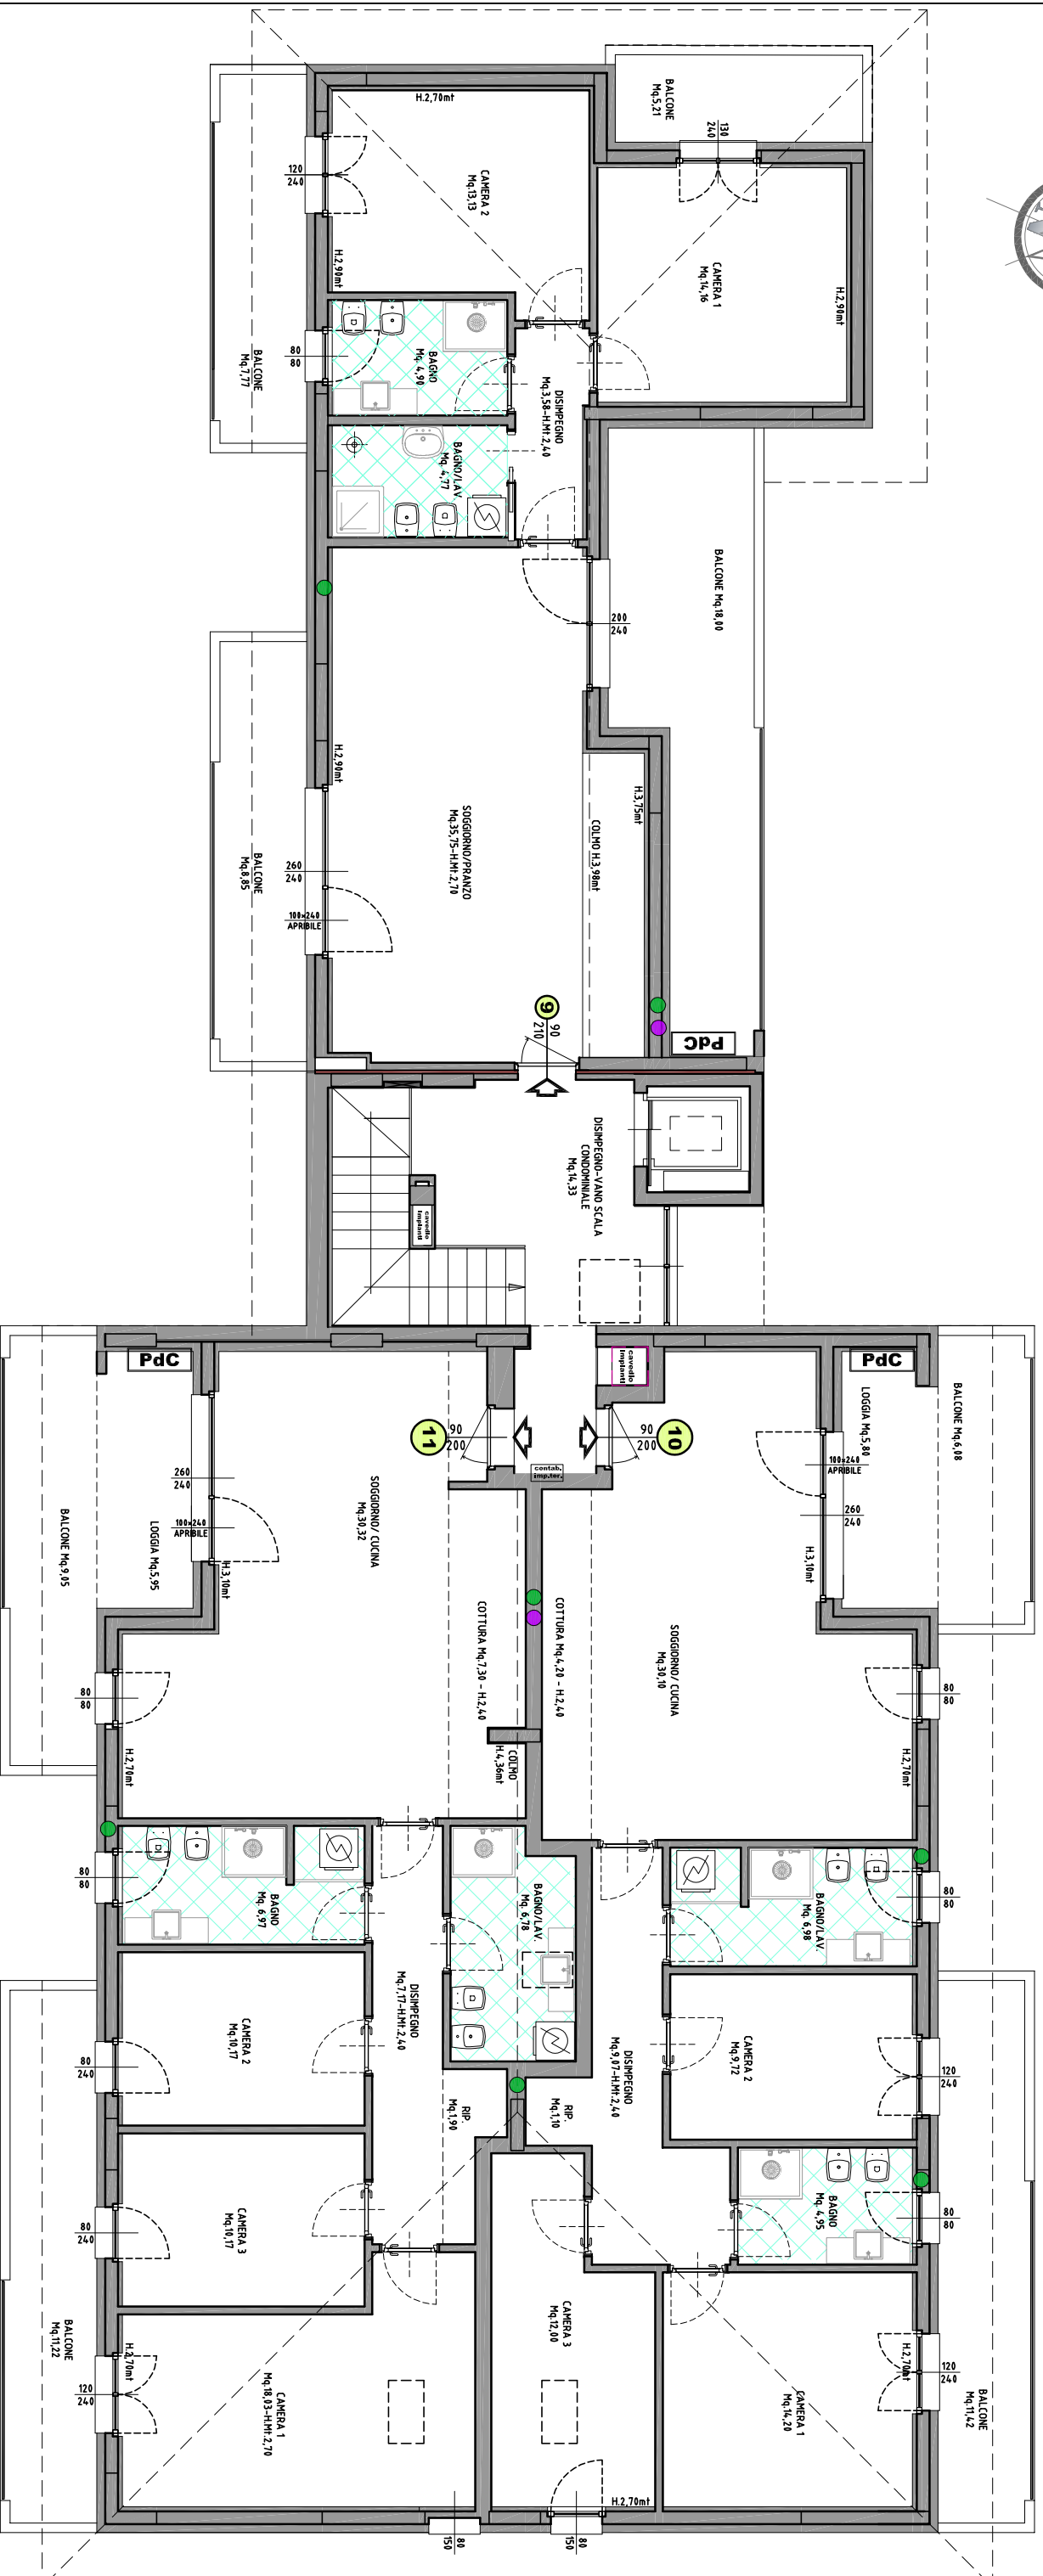 H.2,70mt
BALCONE
Mq.5,21
130
240
120
240
CAMERA 2
Mq.13,13
CAMERA 1
Mq.14,16
H.2,90mt
H.2,90mt
BALCONE
Mq.7,77
80
80
BAGNO
Mq. 4,90
DISIMPEGNO
Mq.3,58-H.Mt.2,40
BAGNO/LAV.
Mq. 4,77
BALCONE Mq.18,00
200
240
H.2,90mt
H.3,75mt
SOGGIORNO/PRANZO
Mq.35,75-H.Mt.2,70
COLMO H.3,98mt
BALCONE
Mq.8,85
260
240
100x240
APRIBILE
9
90
210
PdC
DISIMPEGNO-VANO SCALA
CONDOMINIALE
Mq.14,33
cavedio
Impianti
cavedio
Impianti
PdC
PdC
LOGGIA Mq.5,80
BALCONE Mq.6,08
11
90
200
90
200
10
contab.
imp.ter.
100x240
APRIBILE
260
240
260
240
100x240
APRIBILE
SOGGIORNO/ CUCINA
Mq.30,32
LOGGIA Mq.5,95
BALCONE Mq.9,05
H.3,10mt
H.3,10mt
COTTURA Mq.7,30 - H.2,40
COTTURA Mq.4,20 - H.2,40
SOGGIORNO/ CUCINA
Mq.30,10
80
80
80
80
H.2,70mt
COLMO
H.4,36mt
H.2,70mt
80
80
BAGNO
Mq. 6,97
BAGNO/LAV.
Mq. 6,78
BAGNO/LAV.
Mq. 6,98
80
80
DISIMPEGNO
Mq.7,17-H.Mt.2,40
DISIMPEGNO
Mq.9,07-H.Mt.2,40
CAMERA 2
Mq.10,17
80
240
CAMERA 2
Mq.9,72
120
240
RIP.
Mq.1,90
RIP.
Mq.1,10
CAMERA 3
Mq.10,17
80
240
BAGNO
Mq. 4,95
80
80
BALCONE
Mq.11,22
H.2,70mt
120
240
CAMERA 1
Mq.18,03-H.Mt.2,70
CAMERA 3
Mq.12,00
CAMERA 1
Mq.14,20
H.2,70mt
120
240
BALCONE
Mq.11,42
H.2,70mt
80
150
80
150